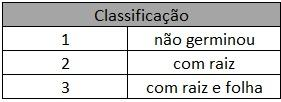 Classificação
1 não germinou
2 com raiz
3 com raiz e folha